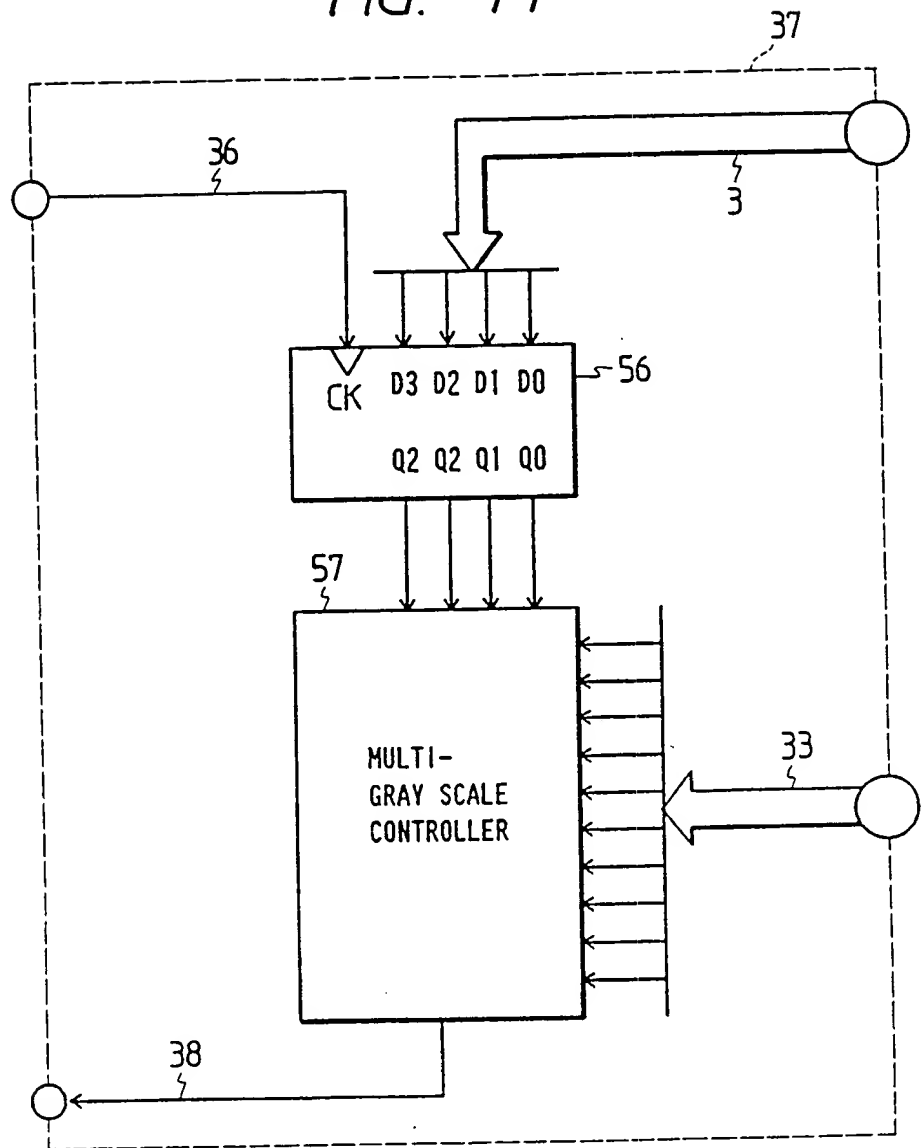 37
36
3
CK D3 D2 D1 D0
56
Q2 Q2 Q1 Q0
57
MULTI-
GRAY SCALE
CONTROLLER
33
38